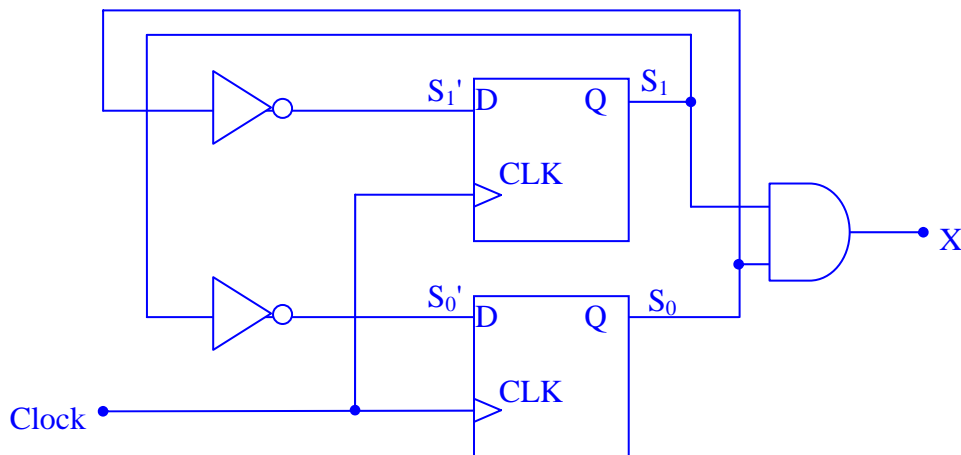 S₁' D Q S₁
CLK
X
S₀' D Q S₀
CLK
Clock